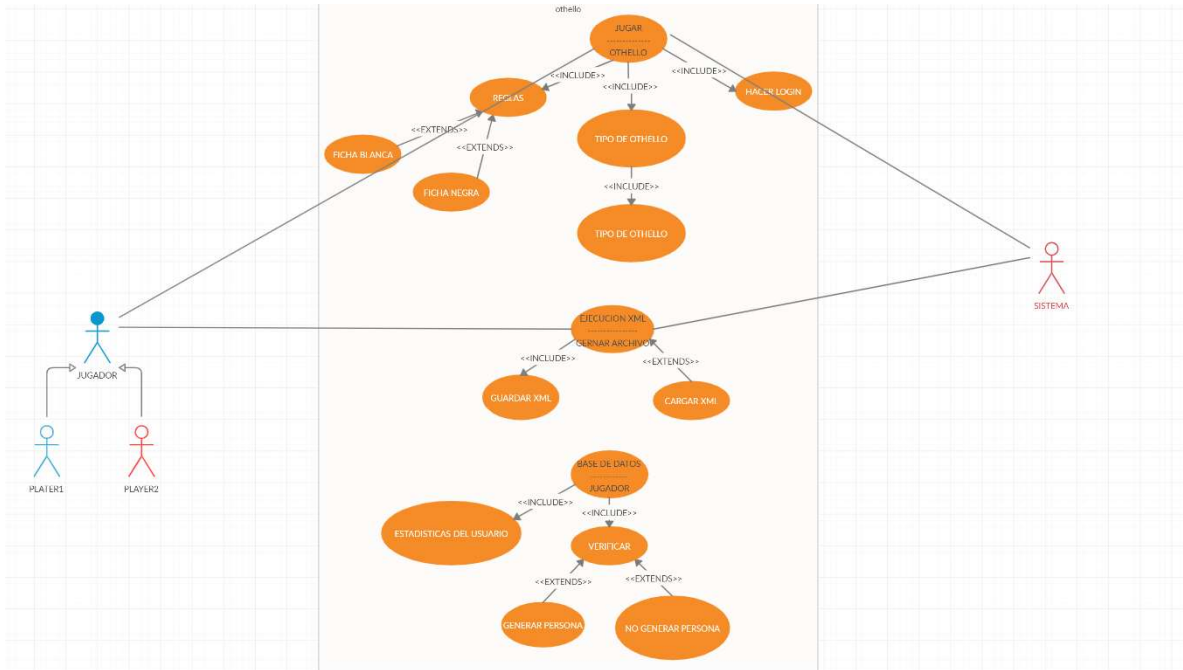 othello
JUGAR
---------------
OTHELLO
<<INCLUDE>>
<<INCLUDE>>
<<INCLUDE>>
REGLAS
HACER LOGIN
<<EXTENDS>>
<<EXTENDS>>
FICHA BLANCA
FICHA NEGRA
TIPO DE OTHELLO
<<INCLUDE>>
TIPO DE OTHELLO
SISTEMA
EJECUCION XML
---------------
GERNAR ARCHIVO
<<INCLUDE>>
<<EXTENDS>>
GUARDAR XML
CARGAR XML
JUGADOR
PLATER1
PLAYER2
BASE DE DATOS
---------------
JUGADOR
<<INCLUDE>>
<<INCLUDE>>
ESTADISTICAS DEL USUARIO
VERIFICAR
<<EXTENDS>>
<<EXTENDS>>
GENERAR PERSONA
NO GENERAR PERSONA